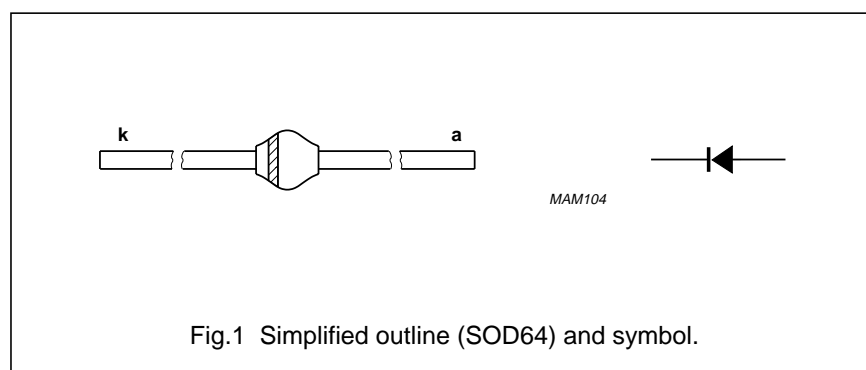 k
a
MAM104
Fig.1 Simplified outline (SOD64) and symbol.